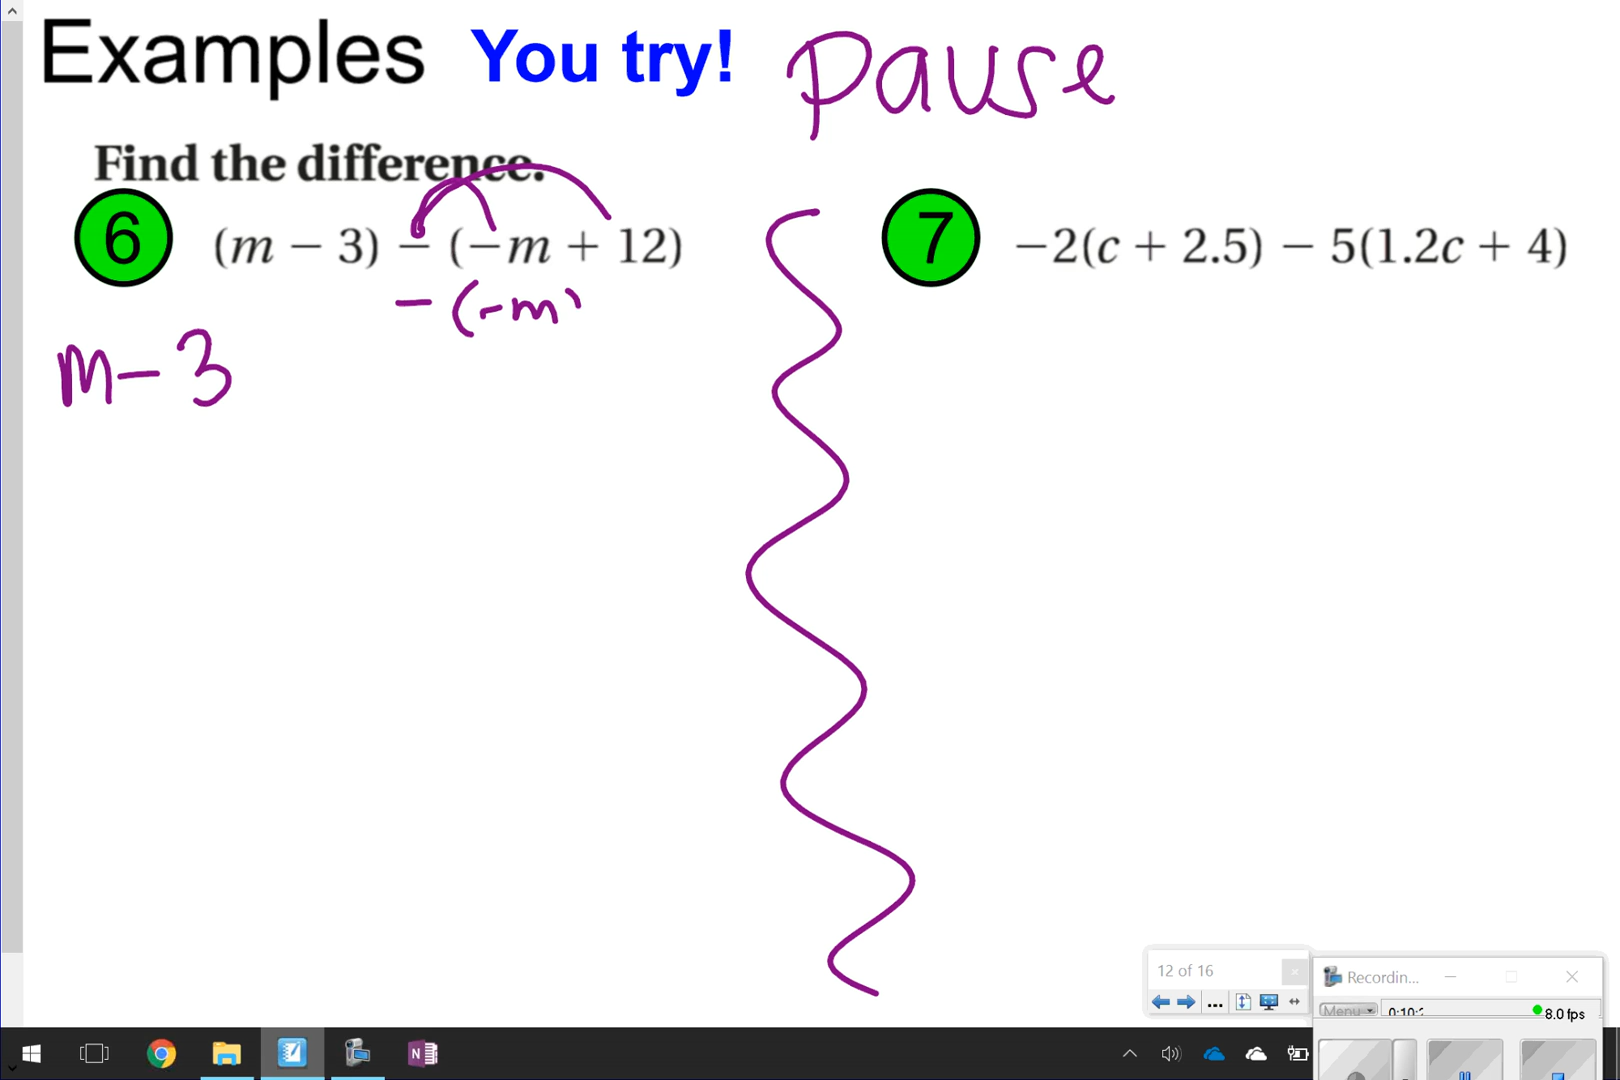 Examples You try! Pause
Find the difference.
6 (m − 3) − (−m + 12)
7 −2(c + 2.5) − 5(1.2c + 4)
− (−m)
m − 3
12 of 16
Recordin...
Menu
8.0 fps